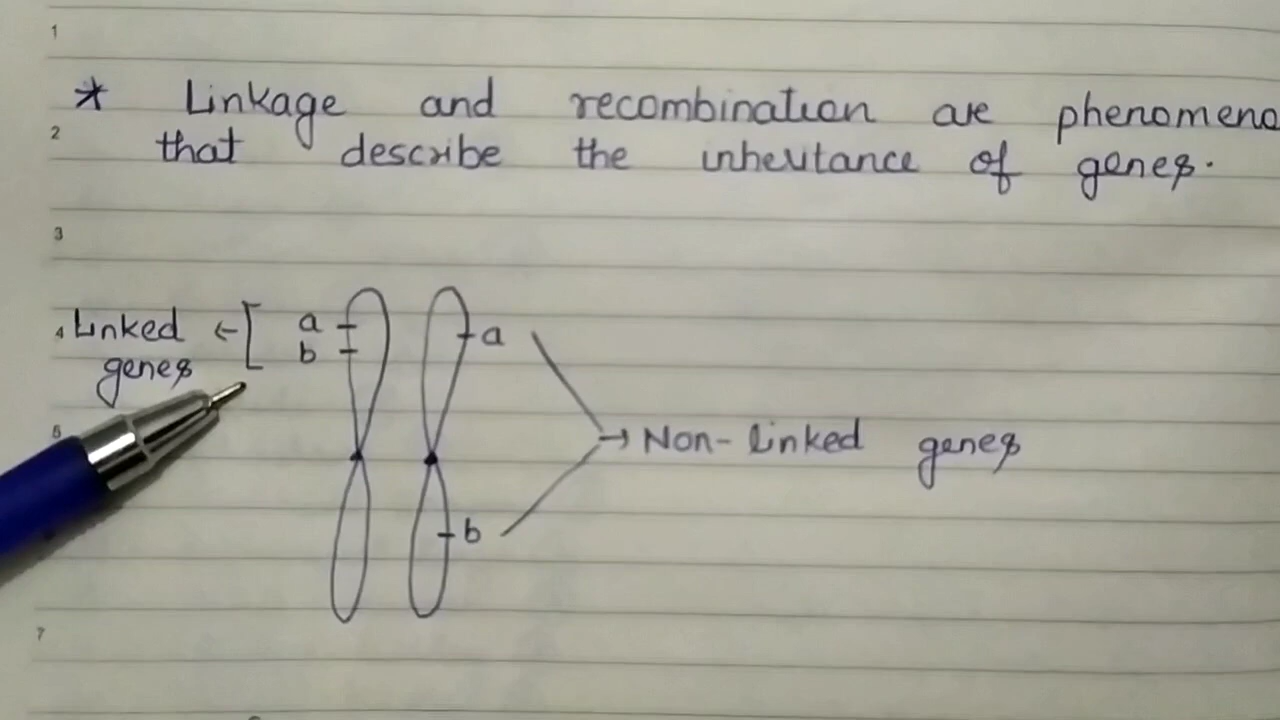 1
* Linkage and recombination are phenomena
2
that describe the inheritance of genes.
3
4
Linked
genes
←
a
b
a
→ Non-linked genes
5
b
7